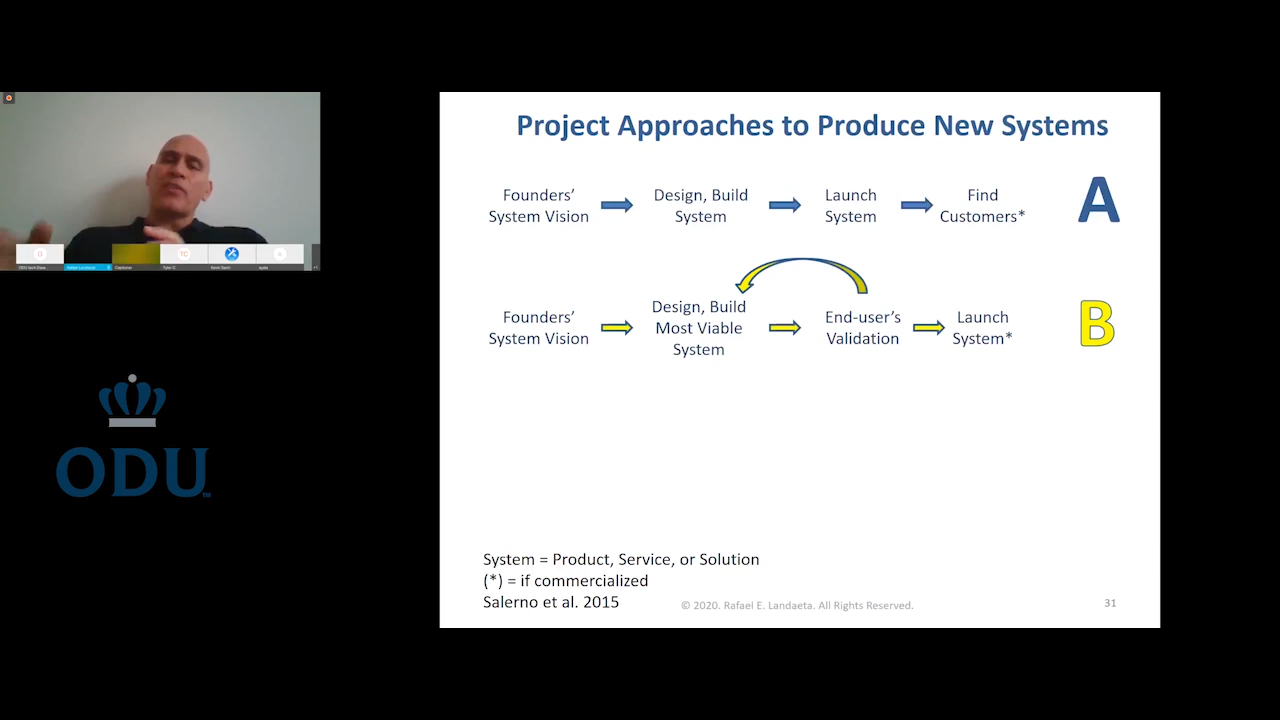 Project Approaches to Produce New Systems
Founders’
System Vision
Design, Build
System
Launch
System
Find
Customers*
A
Founders’
System Vision
Design, Build
Most Viable
System
End-user’s
Validation
Launch
System*
B
ODU™
System = Product, Service, or Solution
(*) = if commercialized
Salerno et al. 2015
© 2020. Rafael E. Landaeta. All Rights Reserved.
31
TC